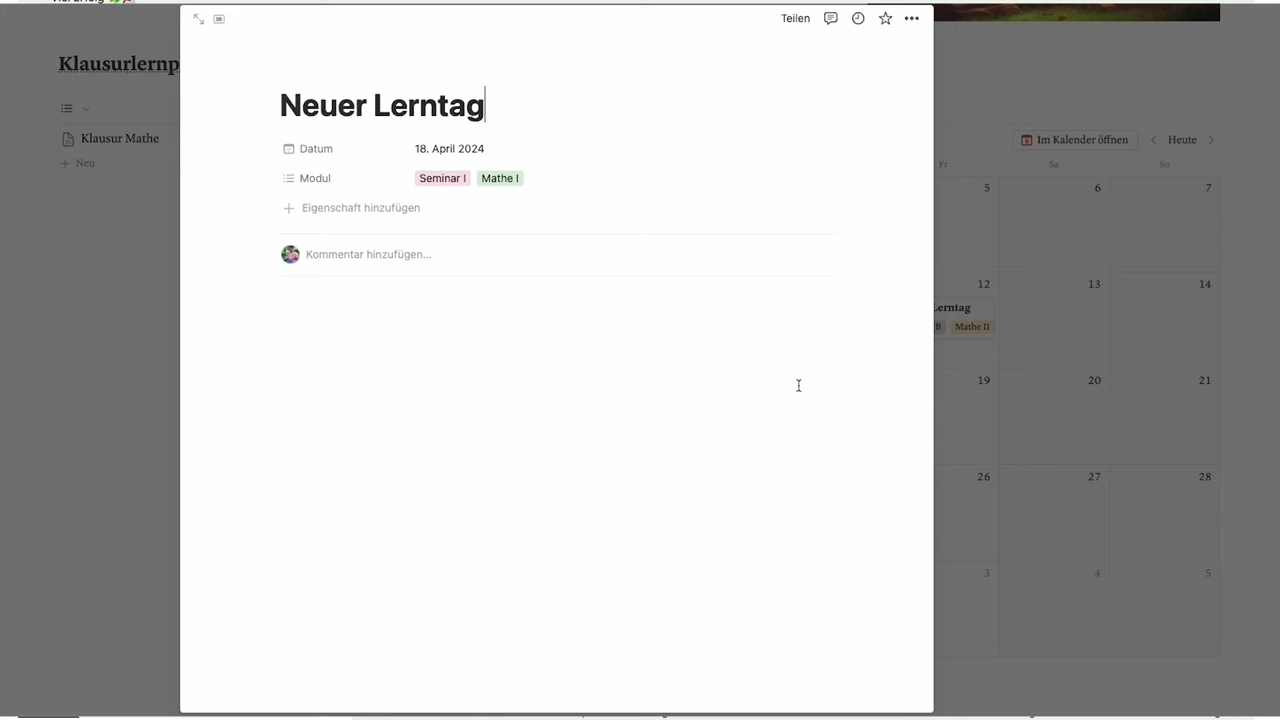 Viel Erfolg
Teilen
Klausurlernp
Neuer Lerntag
Datum 18. April 2024
Klausur Mathe
Im Kalender öffnen
Heute
Neu
Fr Sa So
Modul Seminar I Mathe I
5 6 7
Eigenschaft hinzufügen
Kommentar hinzufügen...
12 13 14
Lerntag
B Mathe II
19 20 21
26 27 28
3 4 5